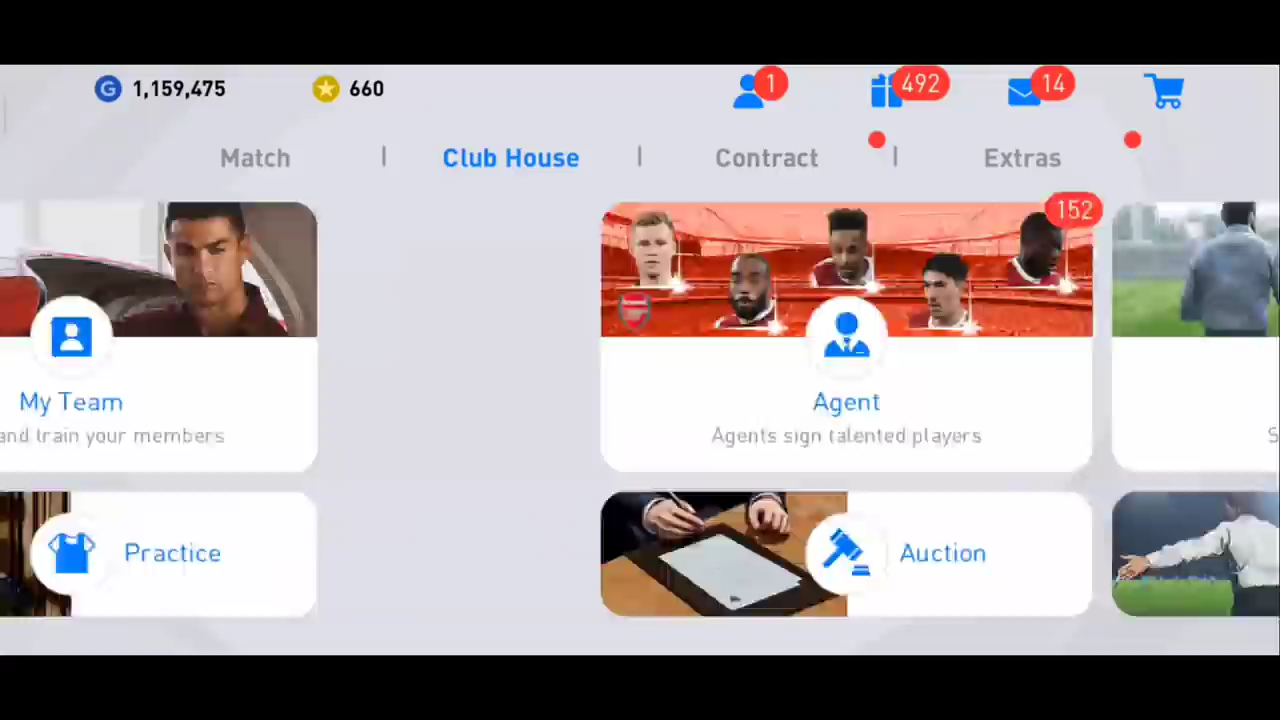 G 1,159,475 660 1 492 14
Match | Club House | Contract | Extras
152
My Team
and train your members
Agent
Agents sign talented players
S
Practice
Auction